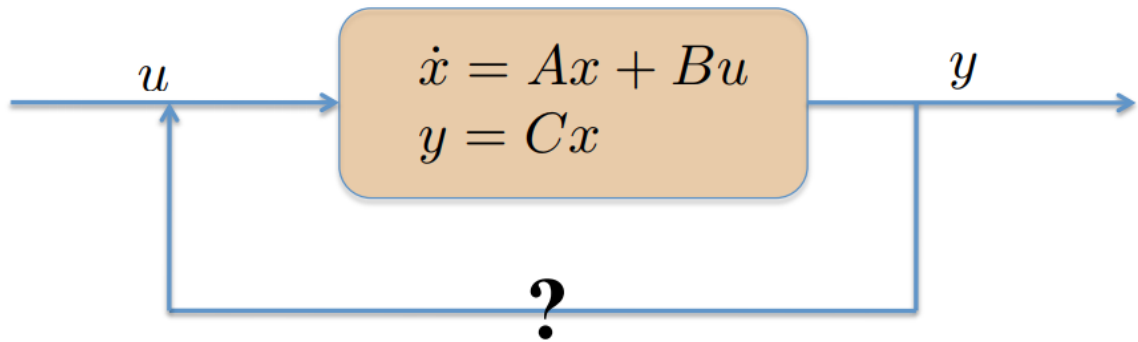 u
ẋ = Ax + Bu
y = Cx
y
?